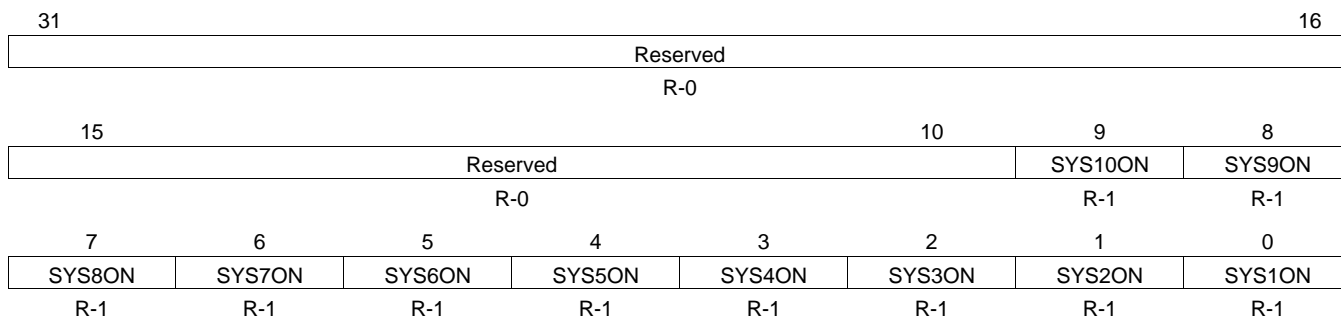 31 16
Reserved
R-0
15 10 9 8
Reserved SYS10ON SYS9ON
R-0 R-1 R-1
7 6 5 4 3 2 1 0
SYS8ON SYS7ON SYS6ON SYS5ON SYS4ON SYS3ON SYS2ON SYS1ON
R-1 R-1 R-1 R-1 R-1 R-1 R-1 R-1